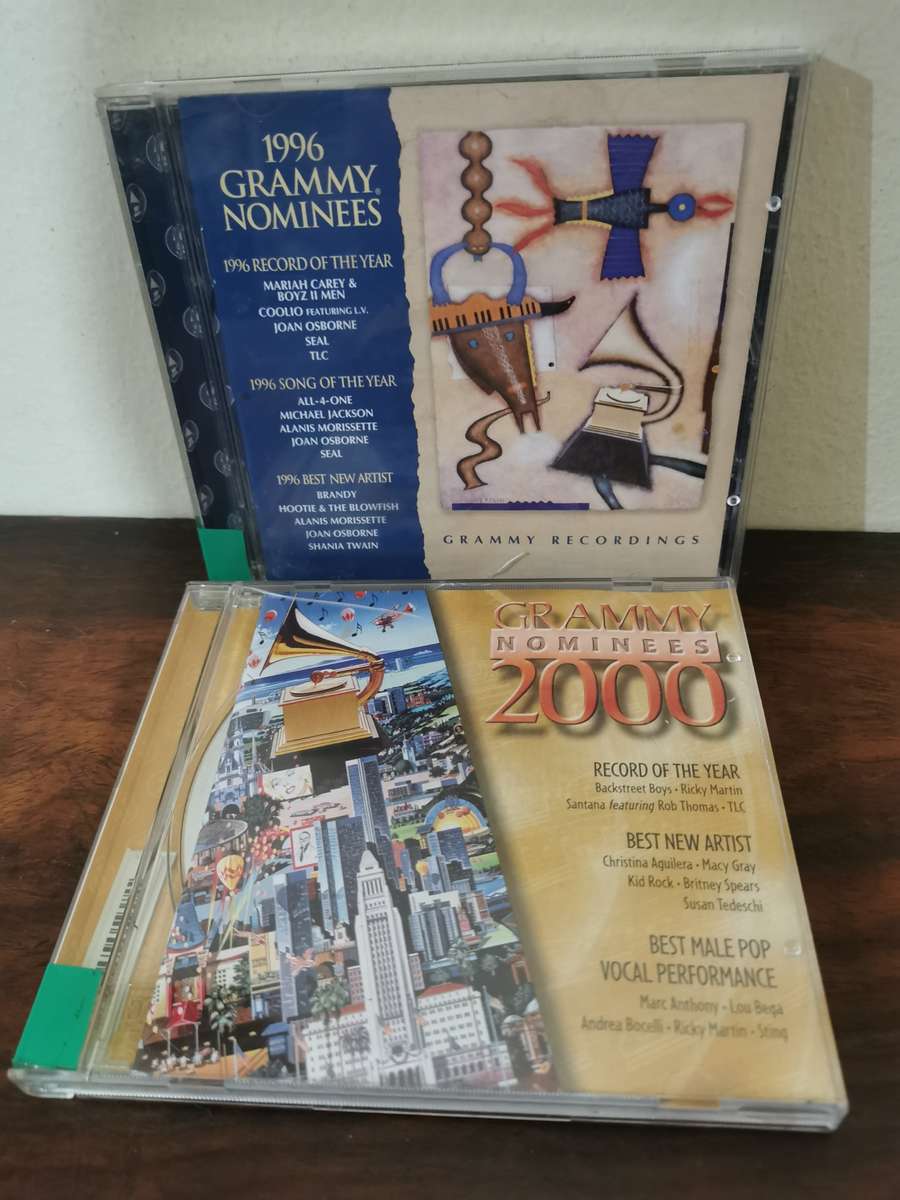 1996
GRAMMY®
NOMINEES
1996 RECORD OF THE YEAR
MARIAH CAREY &
BOYZ II MEN
COOLIO FEATURING L.V.
JOAN OSBORNE
SEAL
TLC
1996 SONG OF THE YEAR
ALL-4-ONE
MICHAEL JACKSON
ALANIS MORISSETTE
JOAN OSBORNE
SEAL
1996 BEST NEW ARTIST
BRANDY
HOOTIE & THE BLOWFISH
ALANIS MORISSETTE
JOAN OSBORNE
SHANIA TWAIN
GRAMMY RECORDINGS
GRAMMY
NOMINEES
2000
RECORD OF THE YEAR
Backstreet Boys • Ricky Martin
Santana featuring Rob Thomas • TLC
BEST NEW ARTIST
Christina Aguilera • Macy Gray
Kid Rock • Britney Spears
Susan Tedeschi
BEST MALE POP
VOCAL PERFORMANCE
Marc Anthony • Lou Bega
Andrea Bocelli • Ricky Martin • Sting